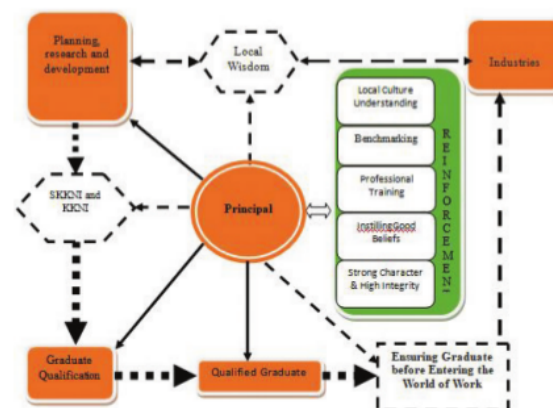 Planning,
research and
development
Local
Wisdom
Industries
Local Culture
Understanding
Benchmarking
Professional
Training
InstillingGood
Beliefs
Strong Character
& High Integrity
REINFORCEMENT
SKKNI and
KKNI
Principal
Graduate
Qualification
Qualified Graduate
Ensuring Graduate
before Entering the
World of Work